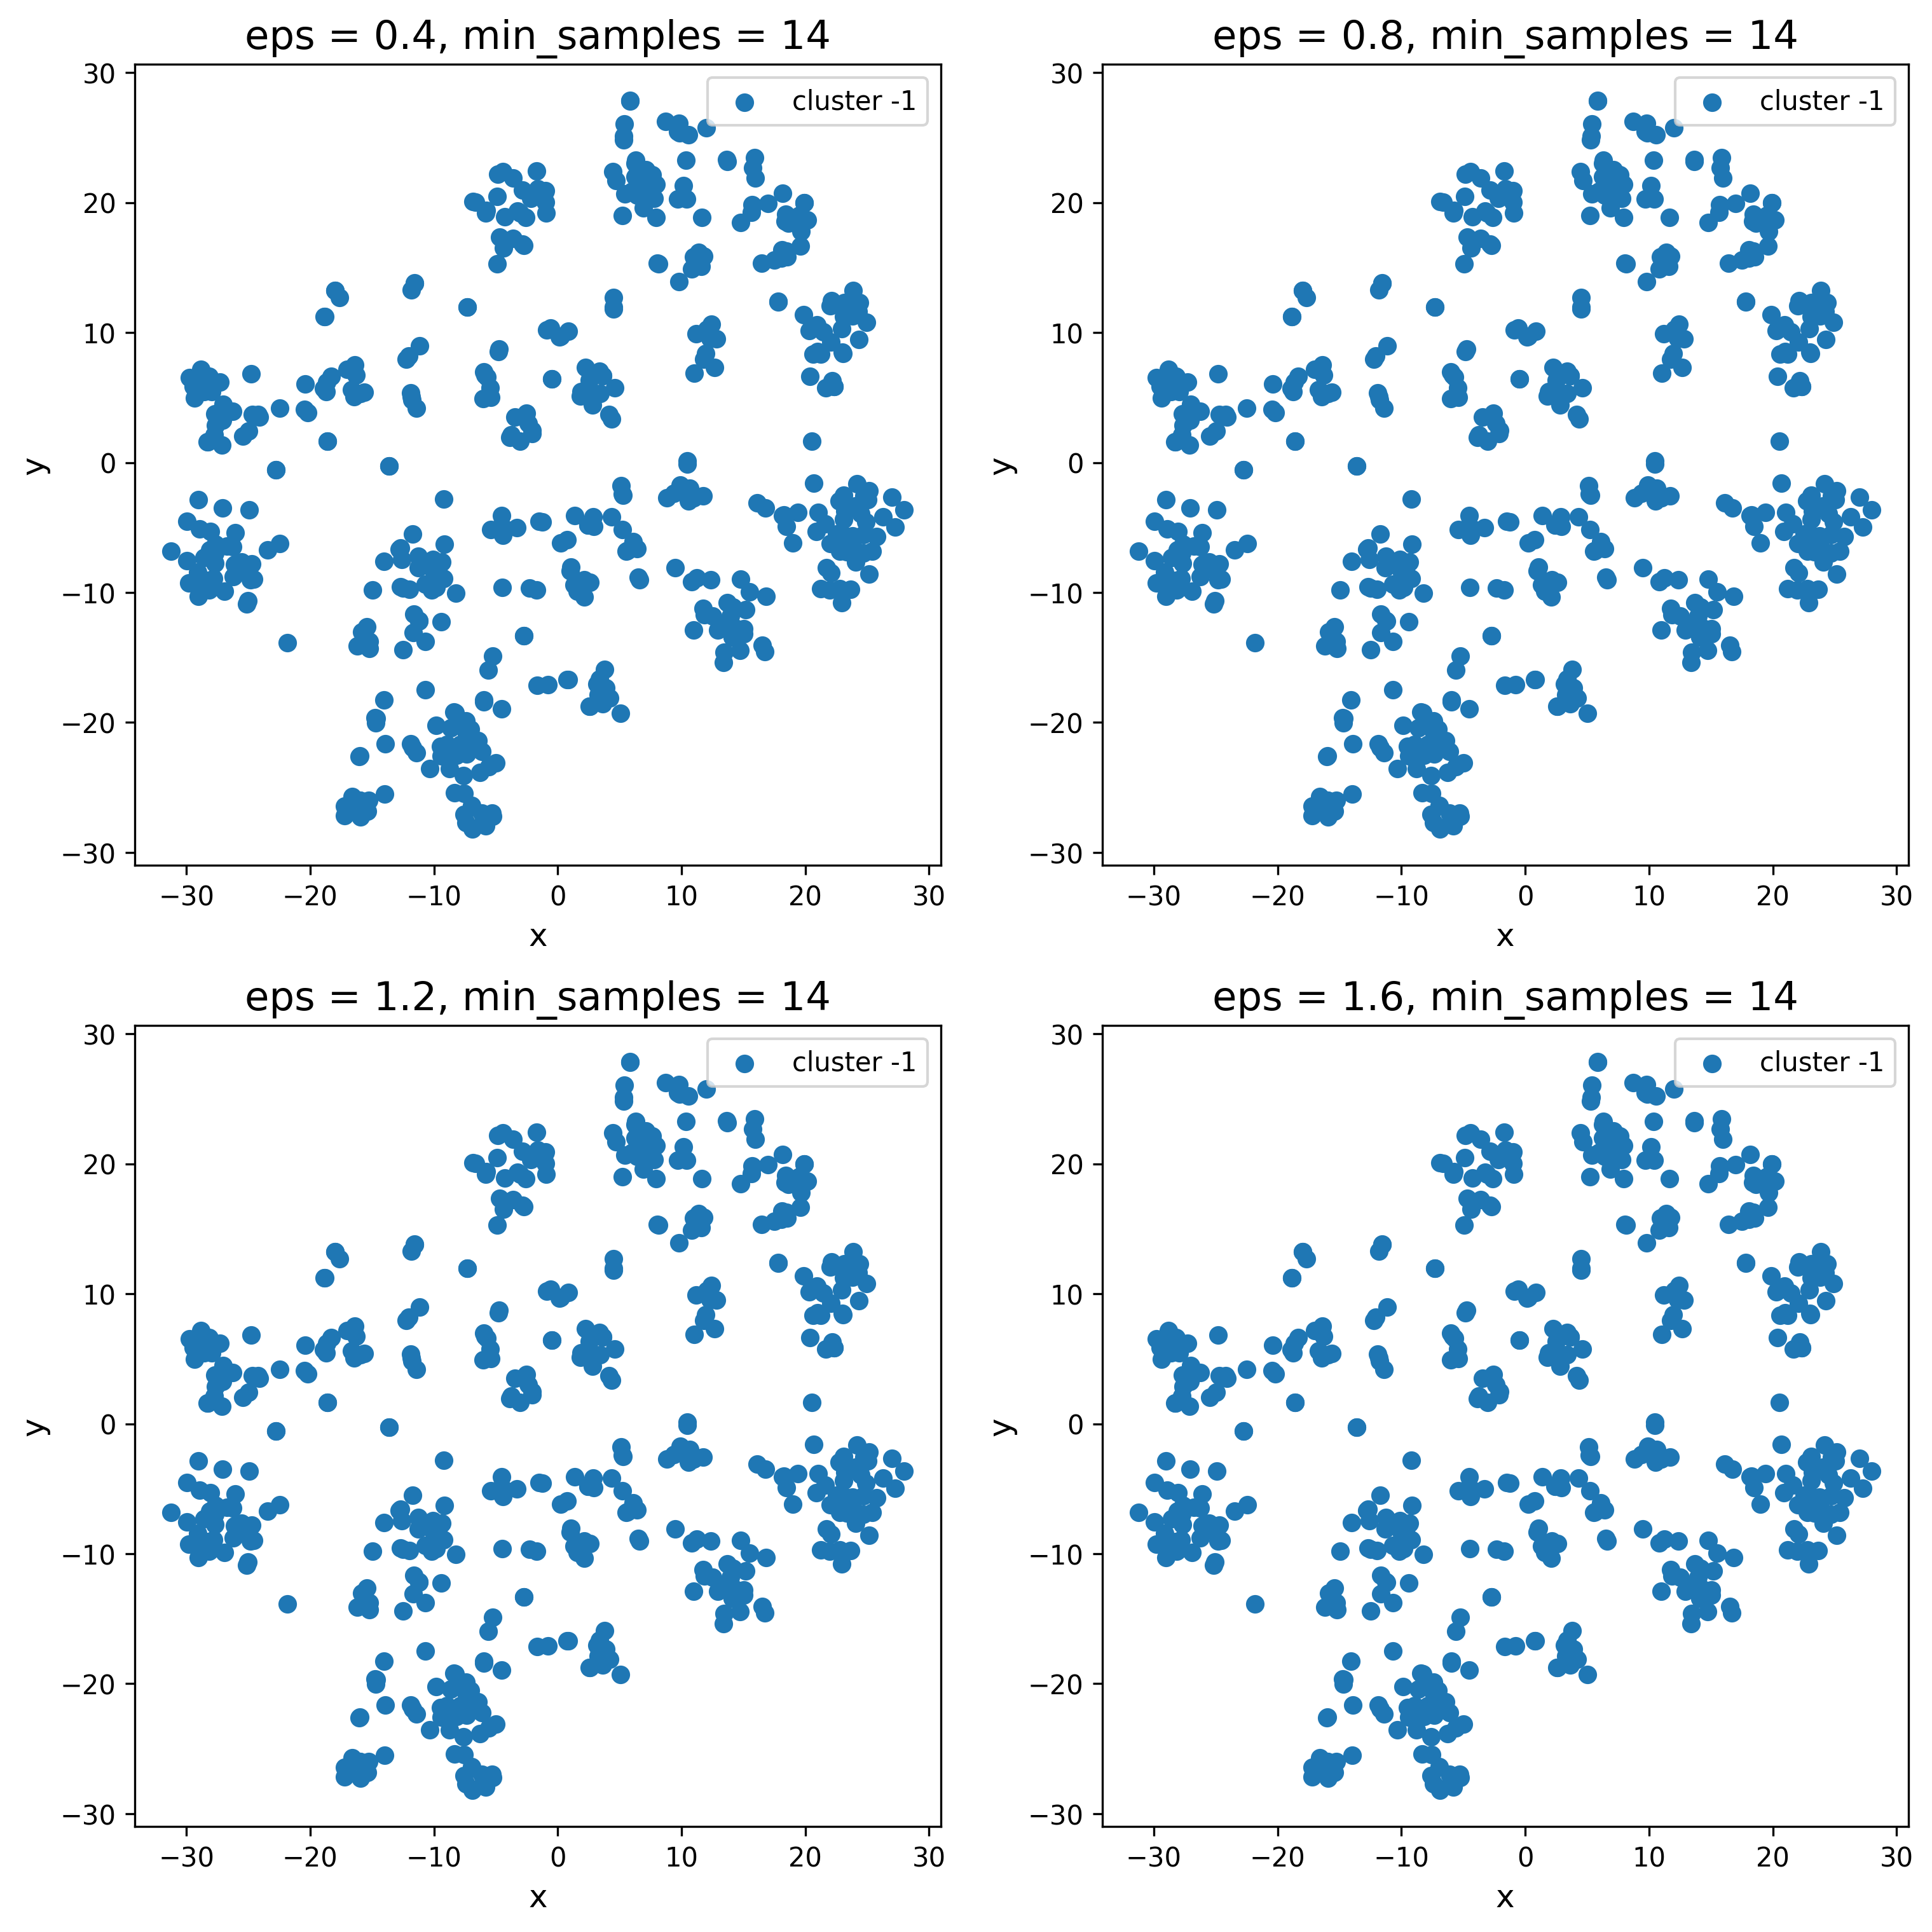 eps = 0.4, min_samples = 14
cluster -1
30
20
10
0
−10
−20
−30
y
−30 −20 −10 0 10 20 30
x
eps = 0.8, min_samples = 14
cluster -1
30
20
10
0
−10
−20
−30
y
−30 −20 −10 0 10 20 30
x
eps = 1.2, min_samples = 14
cluster -1
30
20
10
0
−10
−20
−30
y
−30 −20 −10 0 10 20 30
x
eps = 1.6, min_samples = 14
cluster -1
30
20
10
0
−10
−20
−30
y
−30 −20 −10 0 10 20 30
x